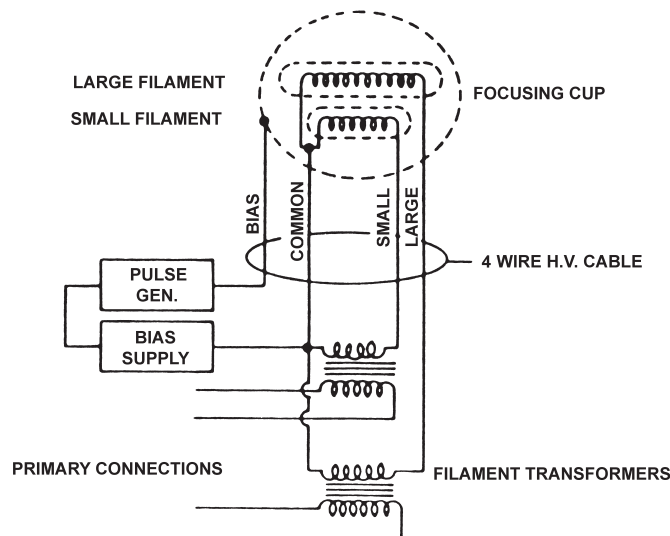 LARGE FILAMENT
SMALL FILAMENT
FOCUSING CUP
BIAS
COMMON
SMALL
LARGE
4 WIRE H.V. CABLE
PULSE
GEN.
BIAS
SUPPLY
PRIMARY CONNECTIONS
FILAMENT TRANSFORMERS